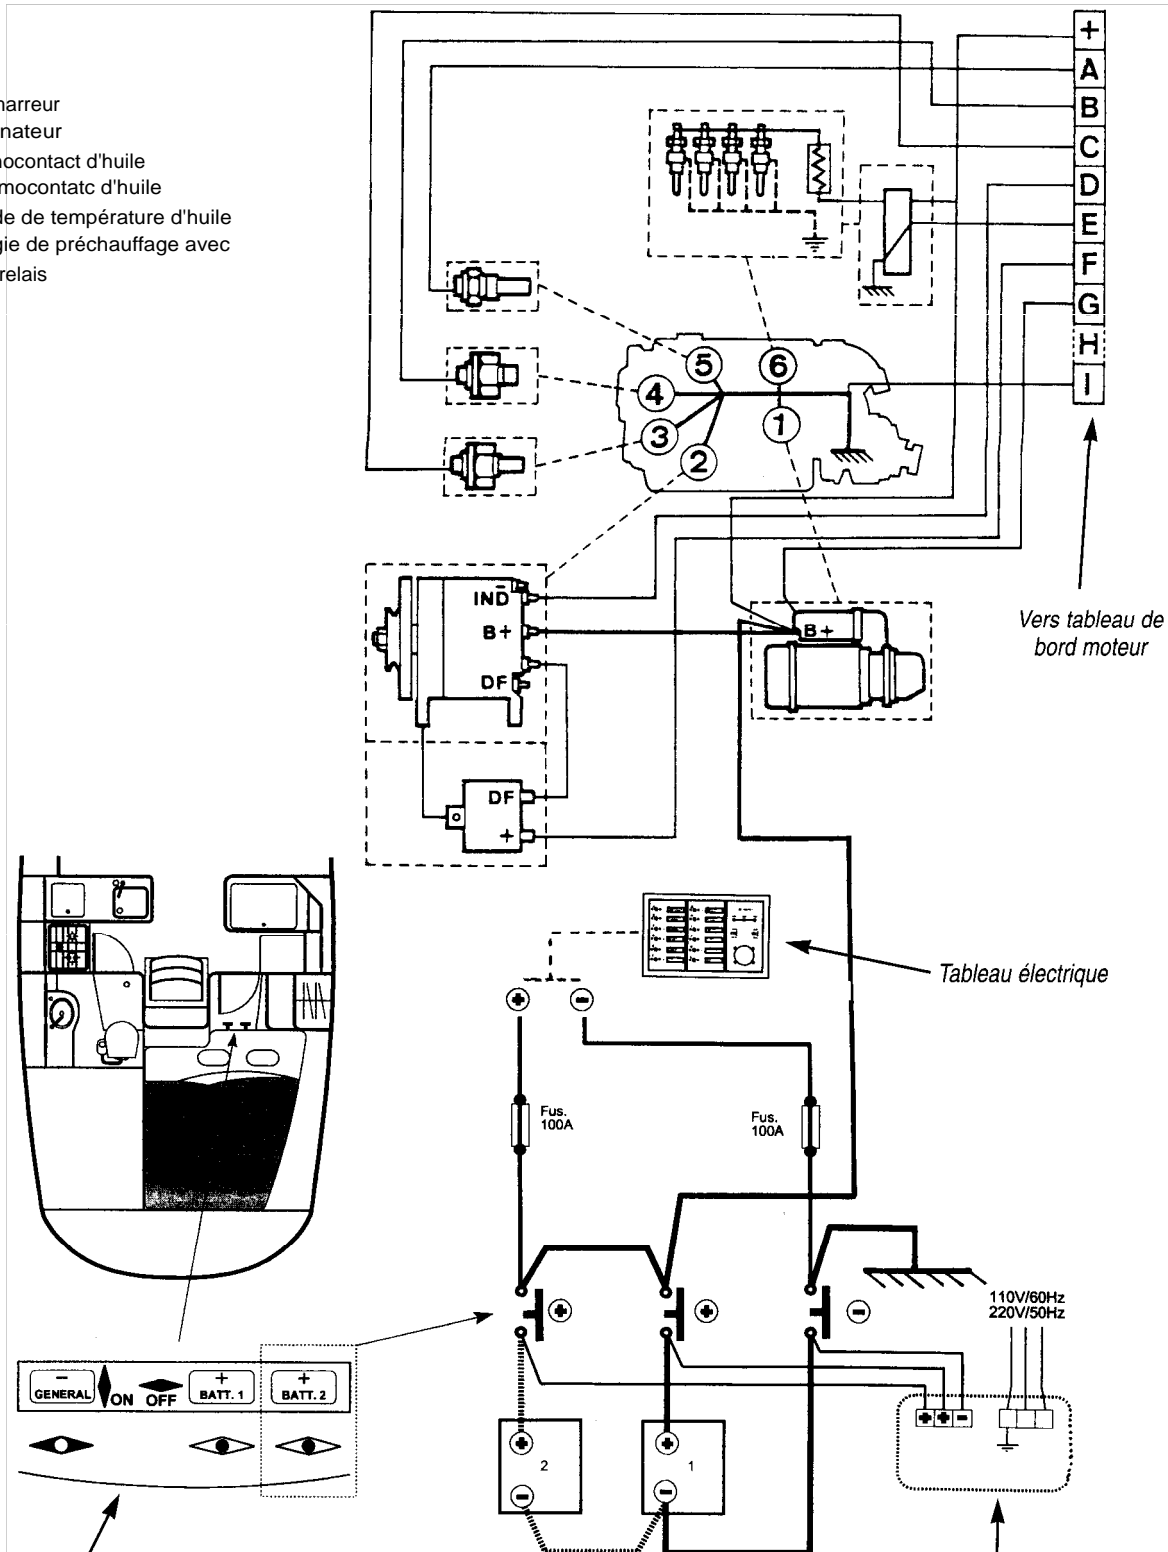 +
A
B
C
D
E
F
G
H
I
narreur
nateur
nocontact d'huile
mocontatc d'huile
de de température d'huile
gie de préchauffage avec
relais
5
6
4
3
1
2
Vers tableau de
bord moteur
IND
B+
DF
B+
DF
+
Tableau électrique
+
−
Fus.
100A
Fus.
100A
+
+
−
110V/60Hz
220V/50Hz
−
GENERAL
ON OFF
+
BATT. 1
+
BATT. 2
+ + −
+
2
−
+
1
−